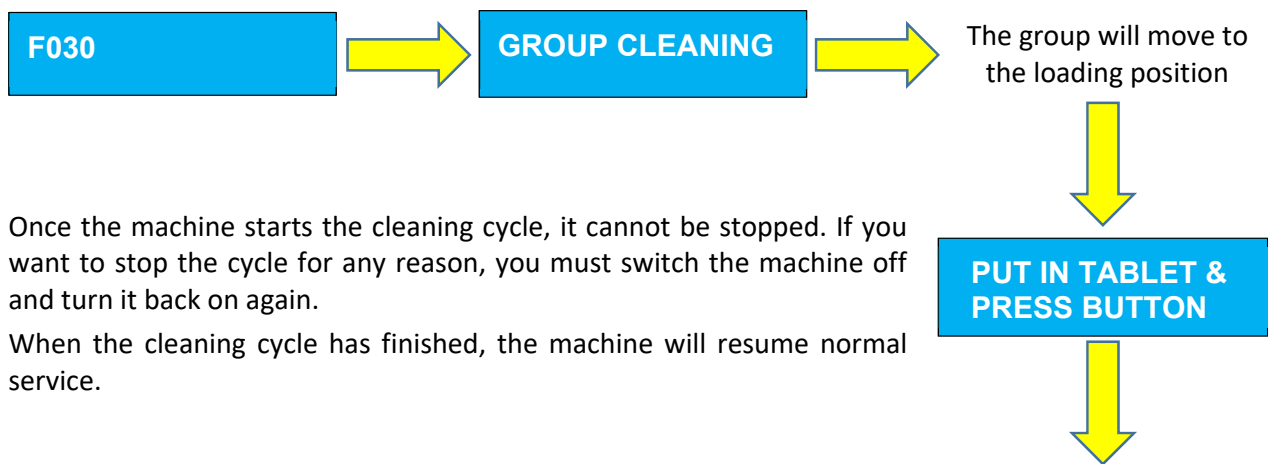 F030
GROUP CLEANING
The group will move to
the loading position
Once the machine starts the cleaning cycle, it cannot be stopped. If you
want to stop the cycle for any reason, you must switch the machine off
and turn it back on again.
When the cleaning cycle has finished, the machine will resume normal
service.
PUT IN TABLET &
PRESS BUTTON